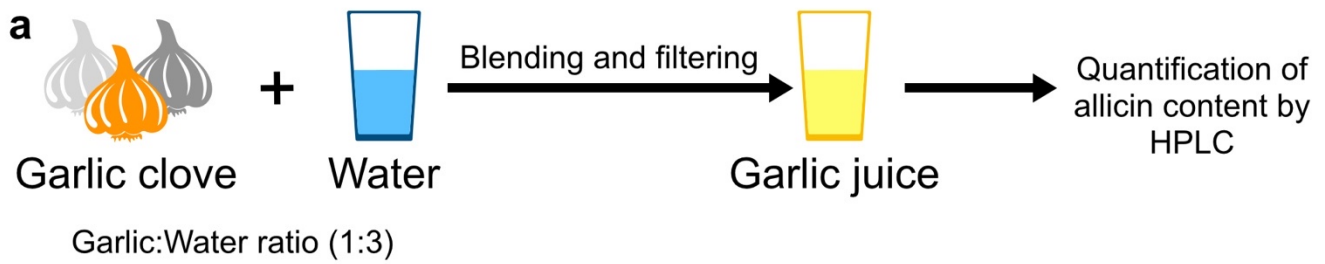 a
Garlic clove
+
Water
Blending and filtering
Garlic juice
Quantification of
allicin content by
HPLC
Garlic:Water ratio (1:3)